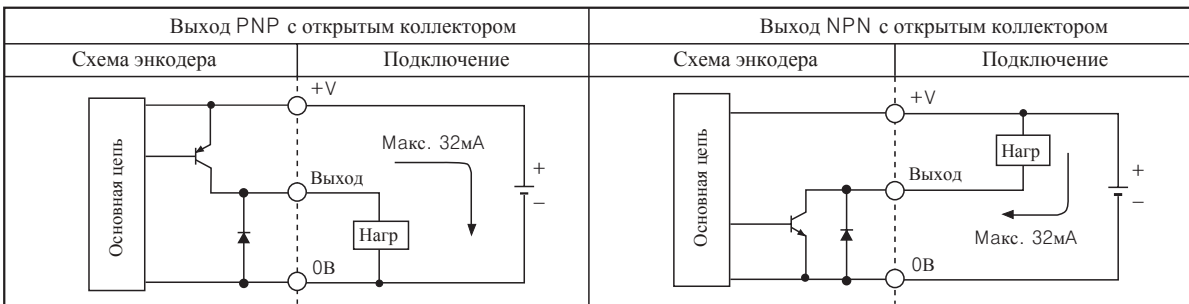 Выход PNP с открытым коллектором
Выход NPN с открытым коллектором
Схема энкодера
Подключение
Схема энкодера
Подключение
Основная цепь
+V
Макс. 32мА
Выход
Нагр
0В
+
−
Основная цепь
+V
Нагр
Выход
Макс. 32мА
0В
+
−